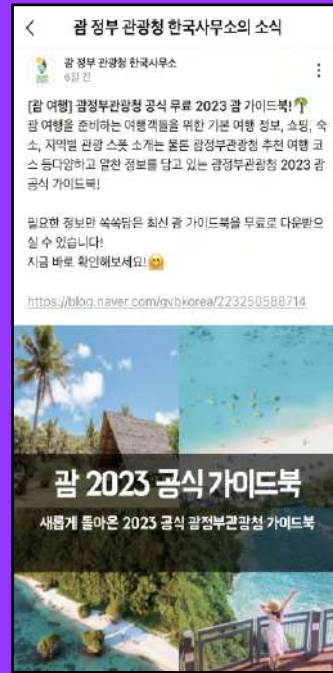 괌 정부 관광청 한국사무소의 소식
괌 정부 관광청 한국사무소
6일 전
[괌 여행] 괌정부관광청 공식 무료 2023 괌 가이드북!🌴
괌 여행을 준비하는 여행객들을 위한 기본 여행 정보, 쇼핑, 숙
소, 지역별 관광 스폿 소개는 물론 괌정부관광청 추천 여행 코
스 등다양하고 알찬 정보를 담고 있는 괌정부관광청 2023 괌
공식 가이드북!
필요한 정보만 쏙쏙담은 최신 괌 가이드북을 무료로 다운받으
실 수 있습니다!
지금 바로 확인해보세요!🤗
https://blog.naver.com/gvbkorea/223250588714
괌 2023 공식 가이드북
새롭게 돌아온 2023 공식 괌정부관광청 가이드북